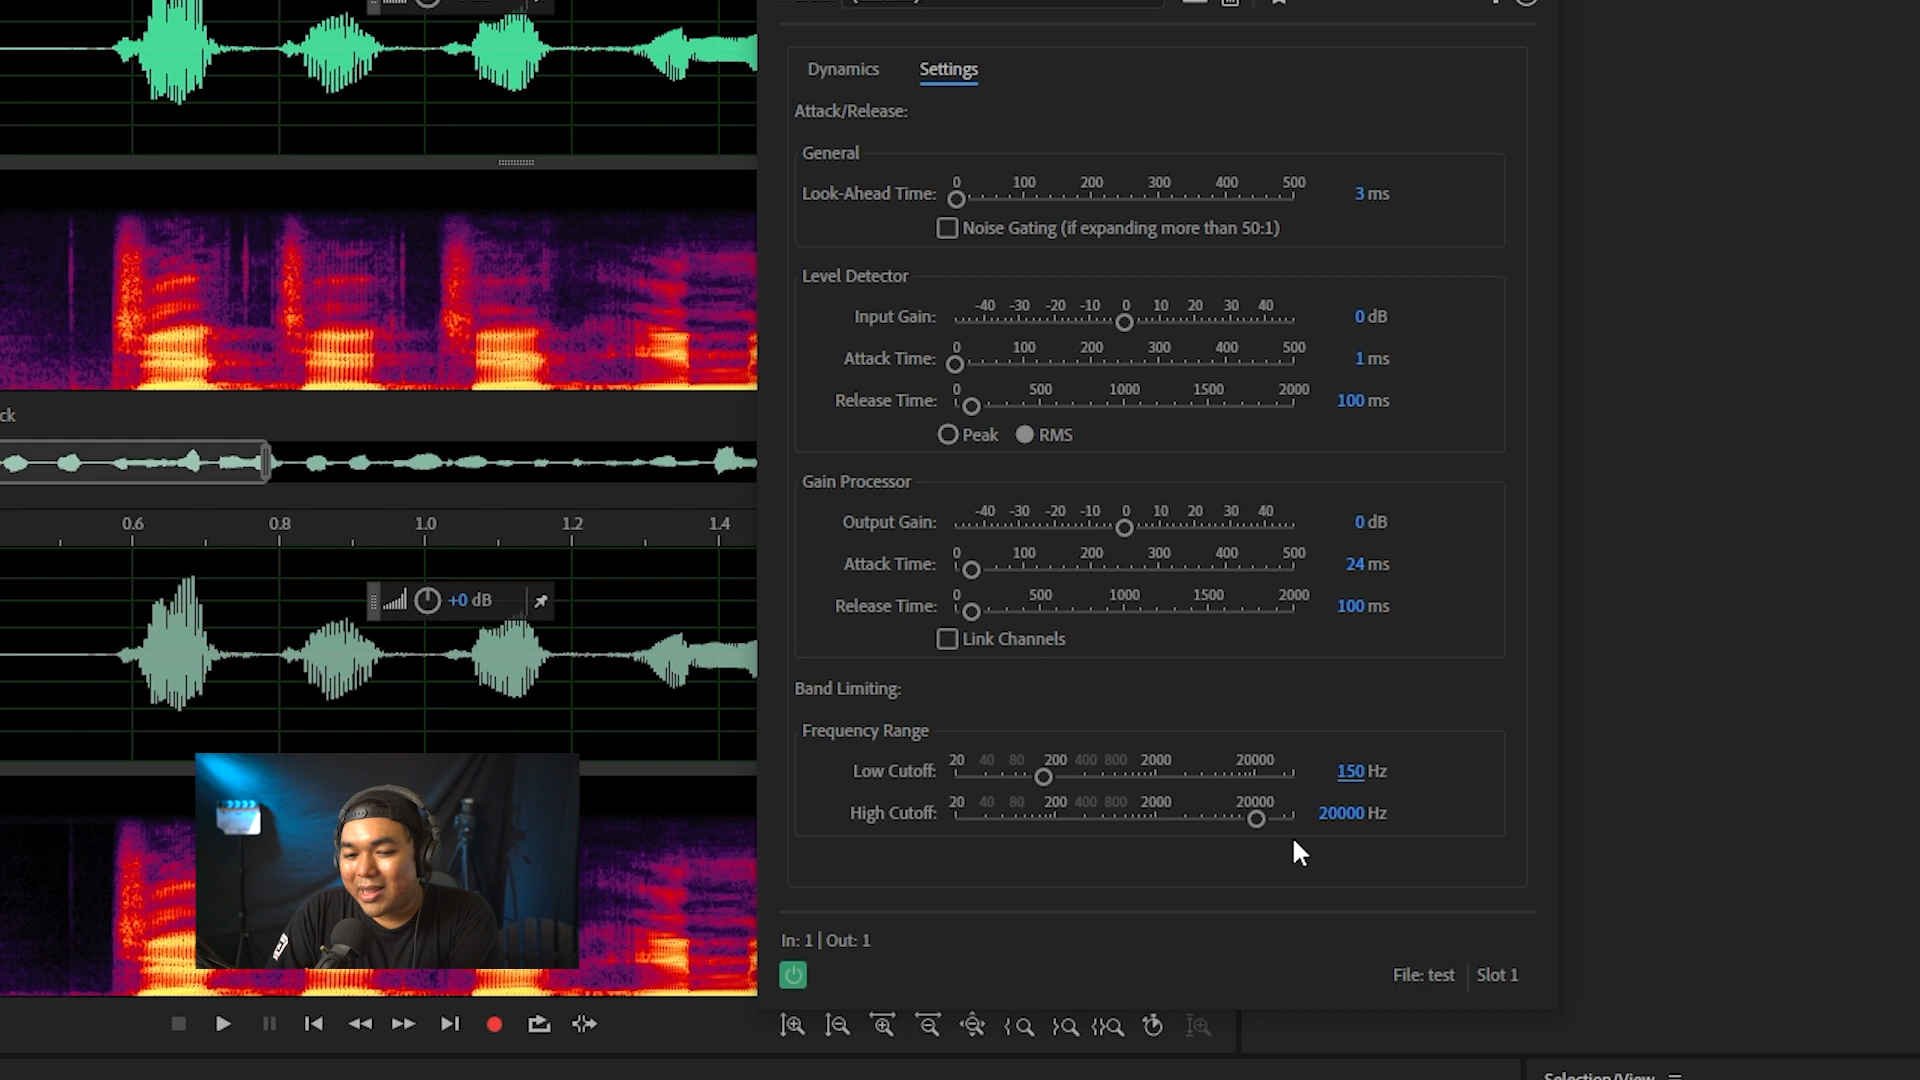 Dynamics Settings
Attack/Release:
General
0 100 200 300 400 500
Look-Ahead Time: 3 ms
Noise Gating (if expanding more than 50:1)
Level Detector
-40 -30 -20 -10 0 10 20 30 40
Input Gain: 0 dB
0 100 200 300 400 500
Attack Time: 1 ms
0 500 1000 1500 2000
Release Time: 100 ms
Peak RMS
ck
Gain Processor
-40 -30 -20 -10 0 10 20 30 40
Output Gain: 0 dB
0.6 0.8 1.0 1.2 1.4
0 100 200 300 400 500
Attack Time: 24 ms
0 500 1000 1500 2000
Release Time: 100 ms
+0 dB
Link Channels
Band Limiting:
Frequency Range
20 40 80 200 400 800 2000 20000
Low Cutoff: 150 Hz
20 40 80 200 400 800 2000 20000
High Cutoff: 20000 Hz
In: 1 | Out: 1
File: test Slot 1
Selection/View